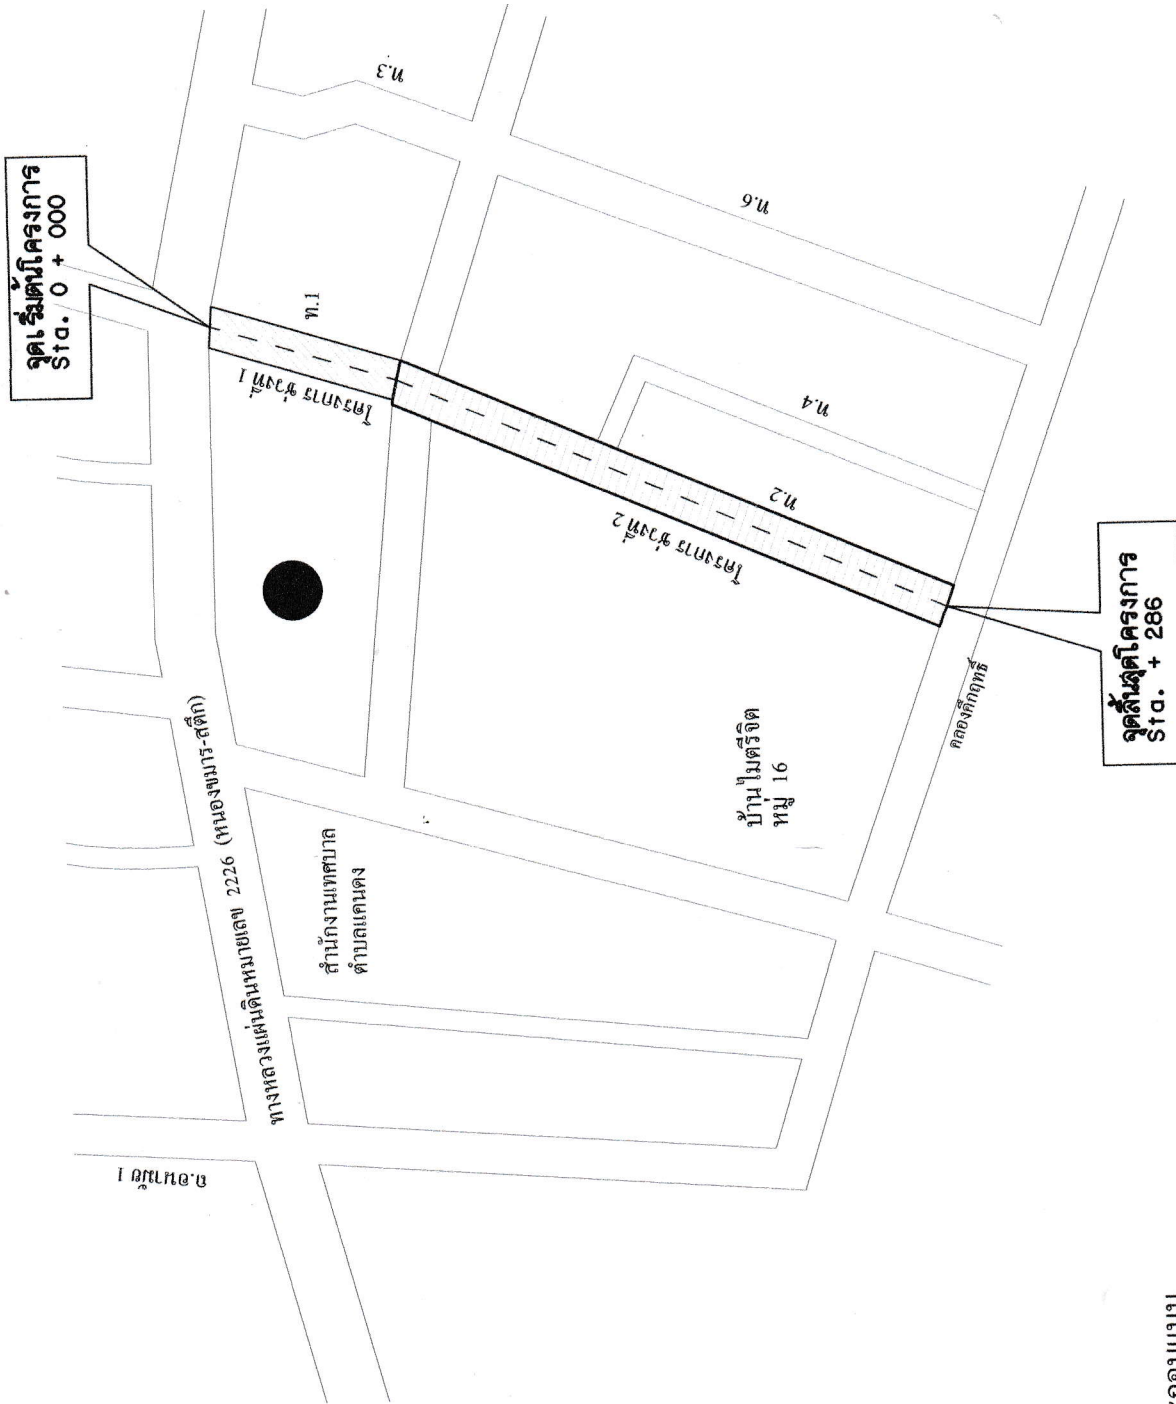 จุดเริ่มต้นโครงการ
Sta. 0 + 000
ท.3
ท.1
โครงการ ช่วงที่ 1
ท.6
ท.4
ท.2
โครงการ ช่วงที่ 2
ทางหลวงแผ่นดินหมายเลข 2226 (หนองขมาร-สตึก)
สำนักงานเทศบาล
ตำบลแคนดง
บ้านไมตรีจิต
หมู่ 16
คลองคึกฤทธิ์
จุดสิ้นสุดโครงการ
Sta. + 286
ถ.อนามัย 1